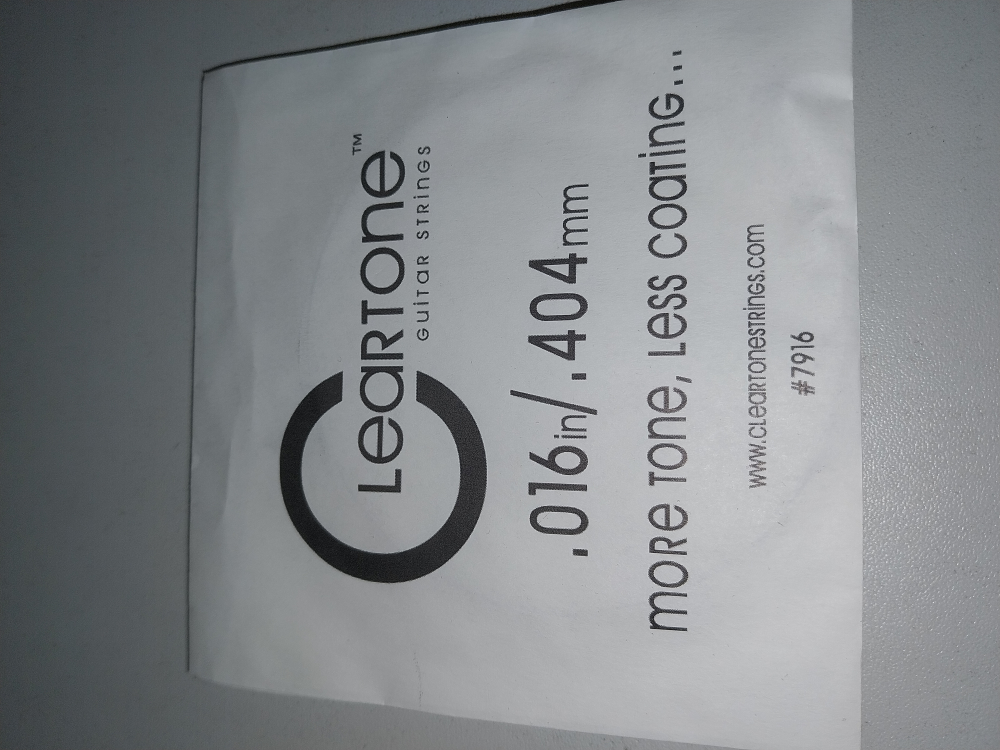 CLEARTONE™
GUITAR STRINGS
.016in/.404mm
MORE TONE, LESS COATING...
WWW.CLEARTONESTRINGS.COM
#7916